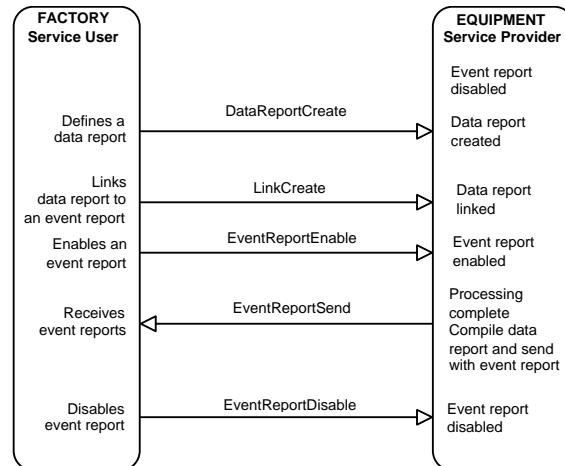 FACTORY
Service User
EQUIPMENT
Service Provider
Event report
disabled
Defines a
data report
DataReportCreate
Data report
created
Links
data report to
an event report
LinkCreate
Data report
linked
Enables an
event report
EventReportEnable
Event report
enabled
Receives
event reports
EventReportSend
Processing
complete
Compile data
report and send
with event report
Disables
event report
EventReportDisable
Event report
disabled